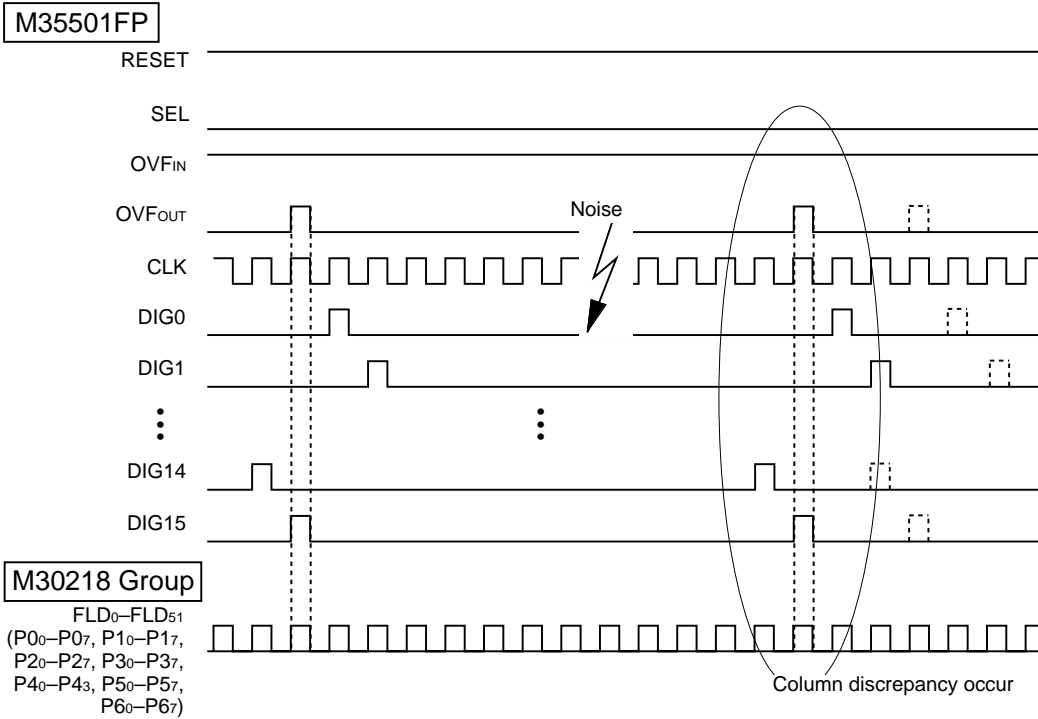 M35501FP
RESET
SEL
OVFIN
OVFOUT
Noise
CLK
DIG0
DIG1
DIG14
DIG15
M30218 Group
FLD0–FLD51
(P00–P07, P10–P17,
P20–P27, P30–P37,
P40–P43, P50–P57,
P60–P67)
Column discrepancy occur